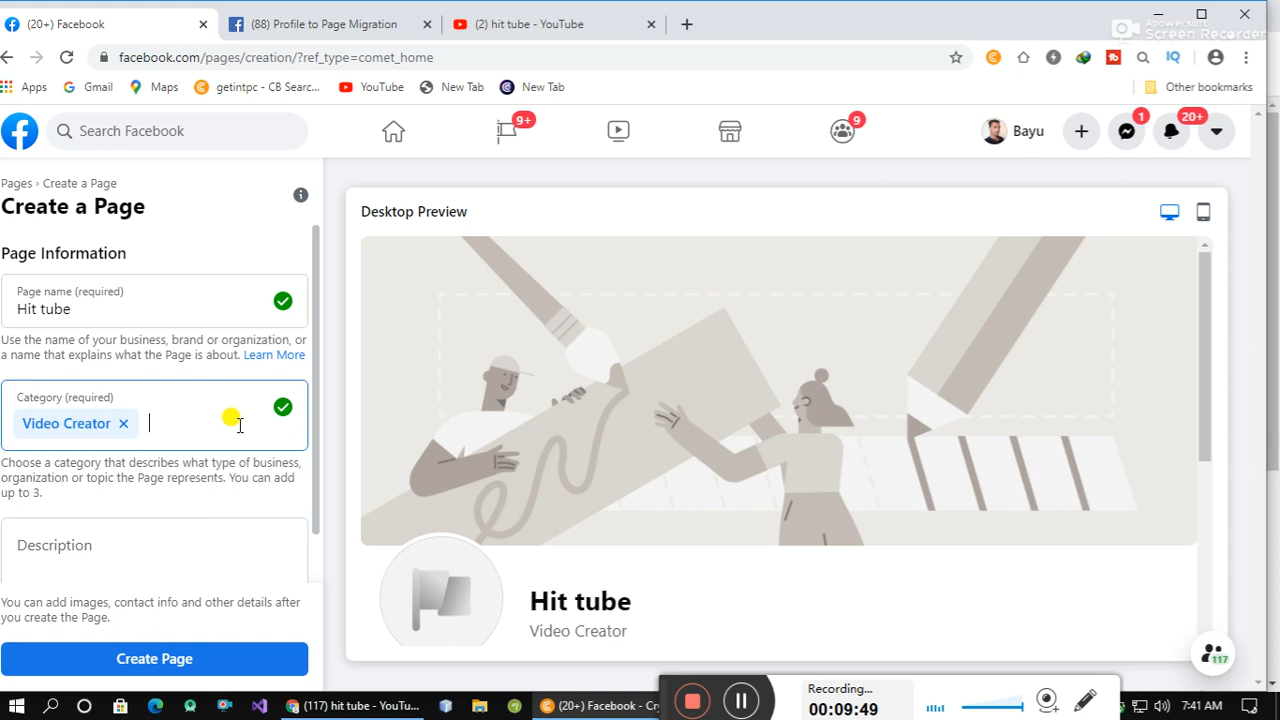 (20+) Facebook
(88) Profile to Page Migration
(2) hit tube - YouTube
Apowersoft
Screen Recorder
facebook.com/pages/creation/?ref_type=comet_home
Apps
Gmail
Maps
getintpc - CB Searc...
YouTube
New Tab
New Tab
Other bookmarks
Search Facebook
9+
9
Bayu
1
20+
Pages › Create a Page
Create a Page
Page Information
Page name (required)
Hit tube
Use the name of your business, brand or organization, or
a name that explains what the Page is about. Learn More
Category (required)
Video Creator
Choose a category that describes what type of business,
organization or topic the Page represents. You can add
up to 3.
Description
You can add images, contact info and other details after
you create the Page.
Create Page
Desktop Preview
Hit tube
Video Creator
117
Recording...
00:09:49
(117) hit tube - YouTu...
(20+) Facebook - Cr
7:41 AM